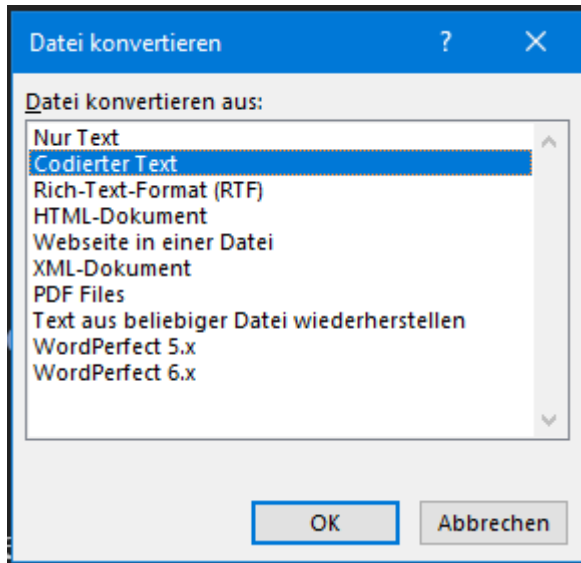 Datei konvertieren
?
Datei konvertieren aus:
Nur Text
Codierter Text
Rich-Text-Format (RTF)
HTML-Dokument
Webseite in einer Datei
XML-Dokument
PDF Files
Text aus beliebiger Datei wiederherstellen
WordPerfect 5.x
WordPerfect 6.x
OK
Abbrechen